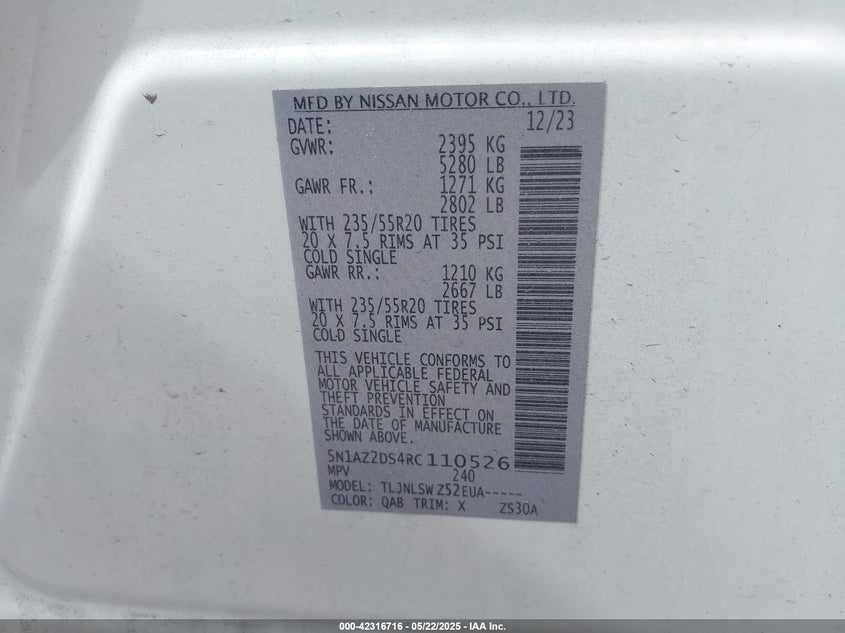 MFD BY NISSAN MOTOR CO., LTD.
DATE: 12/23
GVWR: 2395 KG
5280 LB
GAWR FR.: 1271 KG
2802 LB
WITH 235/55R20 TIRES
20 X 7.5 RIMS AT 35 PSI
COLD SINGLE
GAWR RR.: 1210 KG
2667 LB
WITH 235/55R20 TIRES
20 X 7.5 RIMS AT 35 PSI
COLD SINGLE
THIS VEHICLE CONFORMS TO
ALL APPLICABLE FEDERAL
MOTOR VEHICLE SAFETY AND
THEFT PREVENTION
STANDARDS IN EFFECT ON
THE DATE OF MANUFACTURE
SHOWN ABOVE.
5N1AZ2DS4RC110526
MPV 240
MODEL: TLJNLSW Z52EUA-----
COLOR: QAB TRIM: X ZS30A
000-42316716 - 05/22/2025 - IAA Inc.